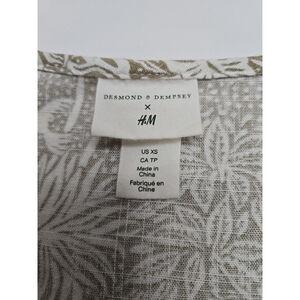 DESMOND & DEMPSEY
×
H&M
US XS
CA TP
Made in
China
Fabriqué en
Chine